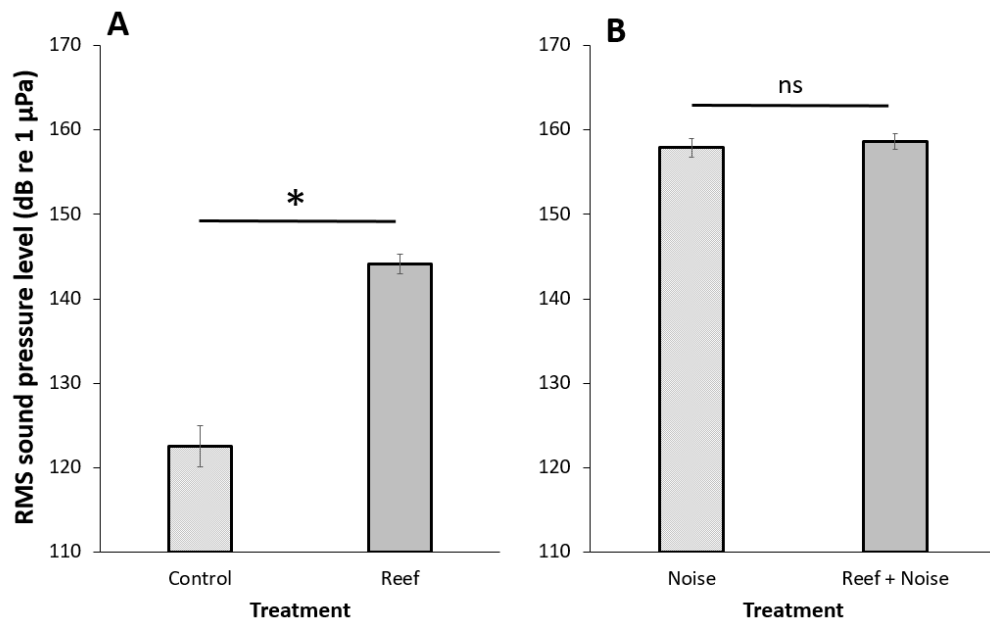 A
RMS sound pressure level (dB re 1 µPa)
170
160
150
140
130
120
110
*
Control
Reef
Treatment
B
170
160
150
140
130
120
110
ns
Noise
Reef + Noise
Treatment